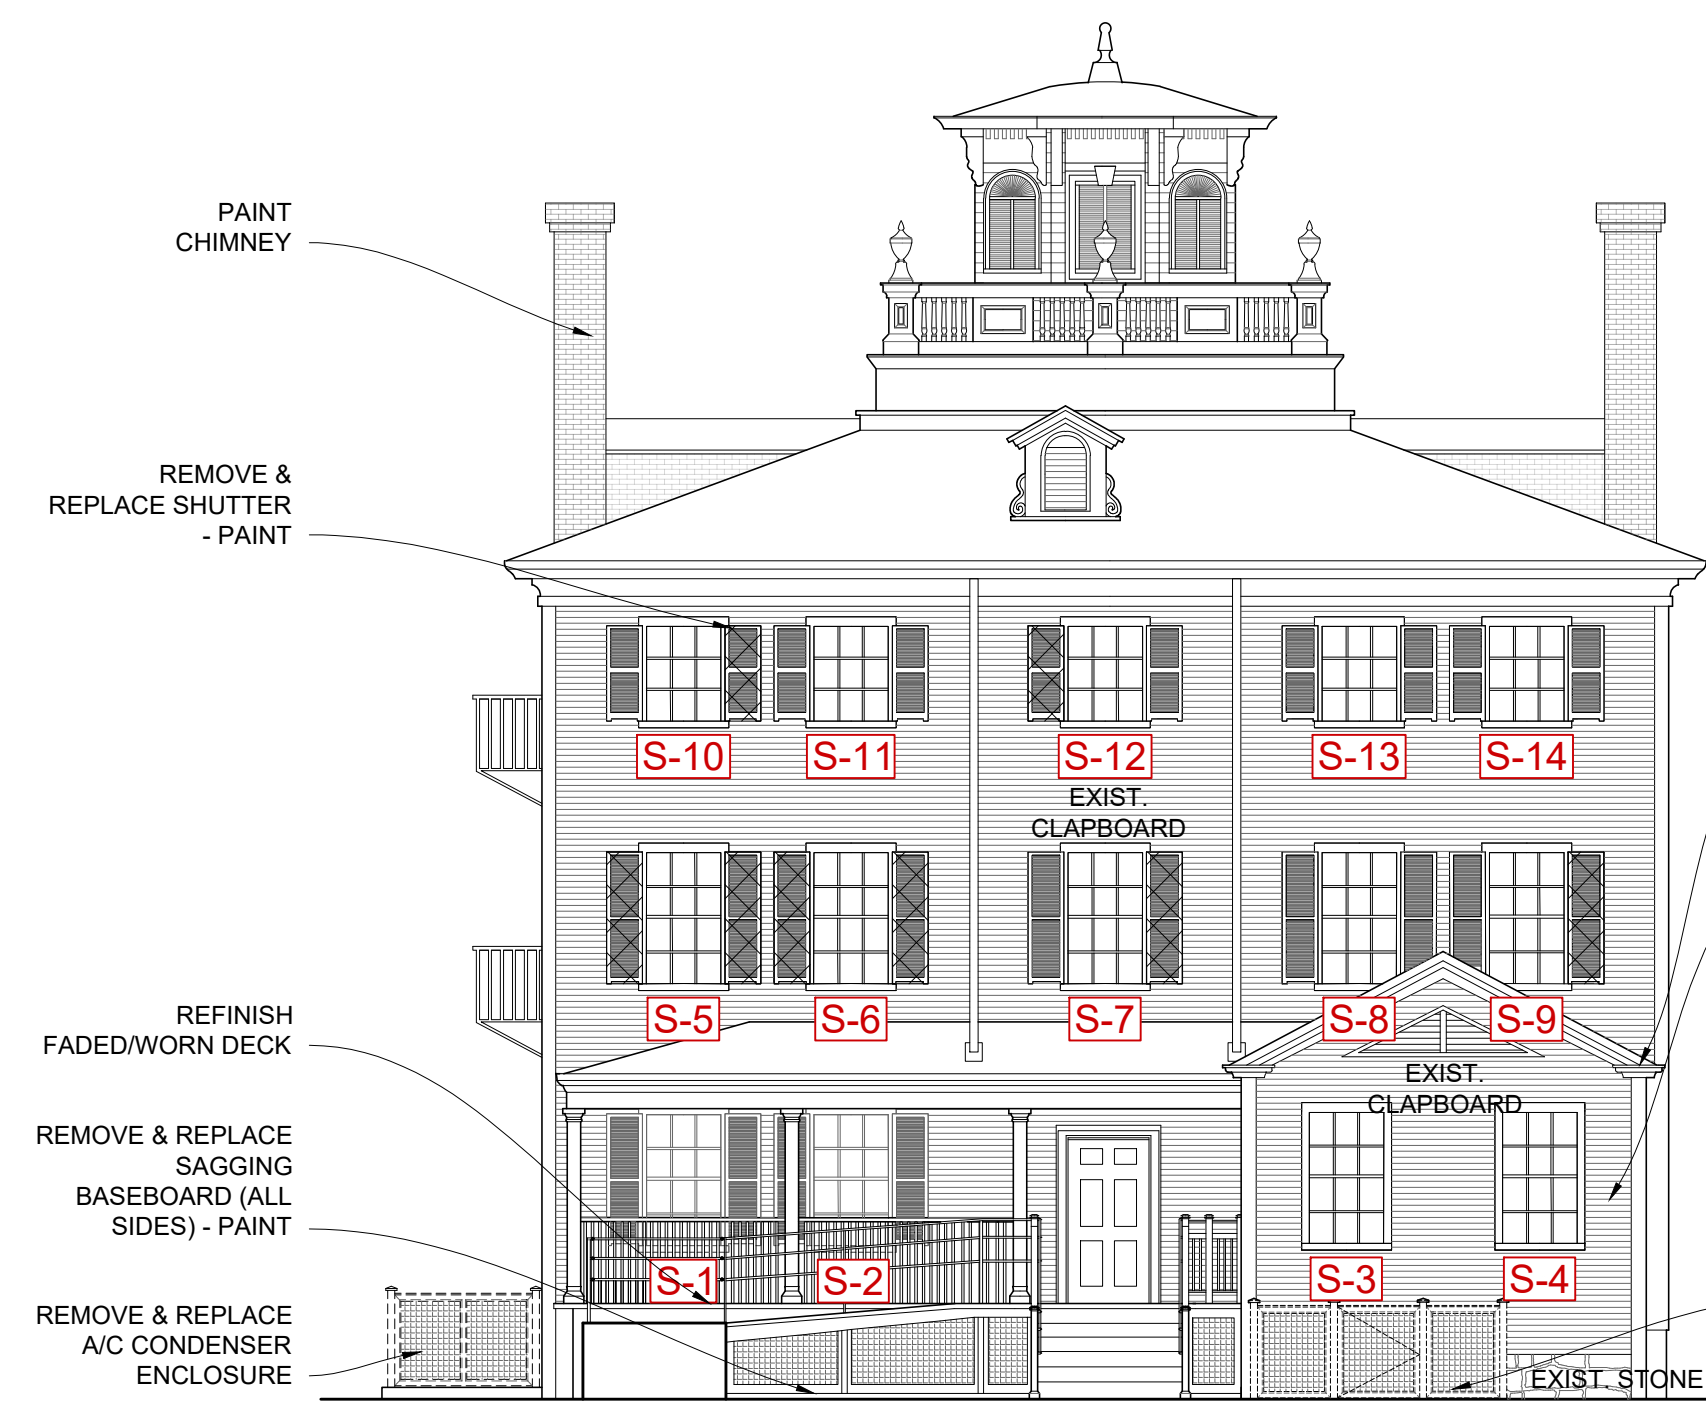 PAINT
CHIMNEY
REMOVE &
REPLACE SHUTTER
- PAINT
S-10
S-11
S-12
S-13
S-14
EXIST.
CLAPBOARD
S-5
S-6
S-7
S-8
S-9
REFINISH
FADED/WORN DECK
EXIST.
CLAPBOARD
REMOVE & REPLACE
SAGGING
BASEBOARD (ALL
SIDES) - PAINT
S-1
S-2
S-3
S-4
REMOVE & REPLACE
A/C CONDENSER
ENCLOSURE
EXIST. STONE